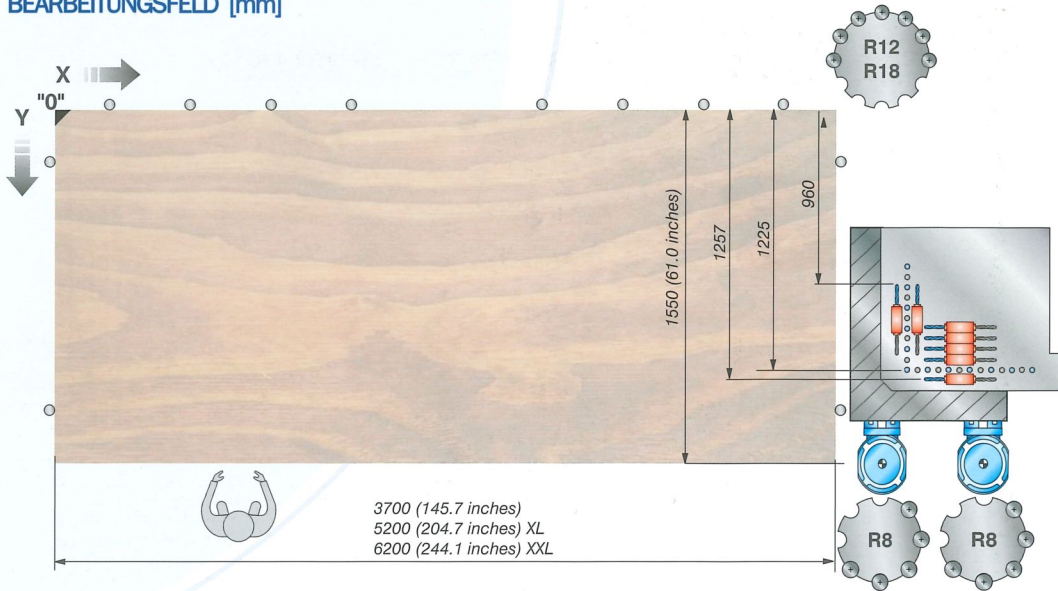 BEARBEITUNGSFELD [mm]
X
"0"
Y
R12
R18
960
1225
1257
1550 (61.0 inches)
3700 (145.7 inches)
5200 (204.7 inches) XL
6200 (244.1 inches) XXL
R8
R8